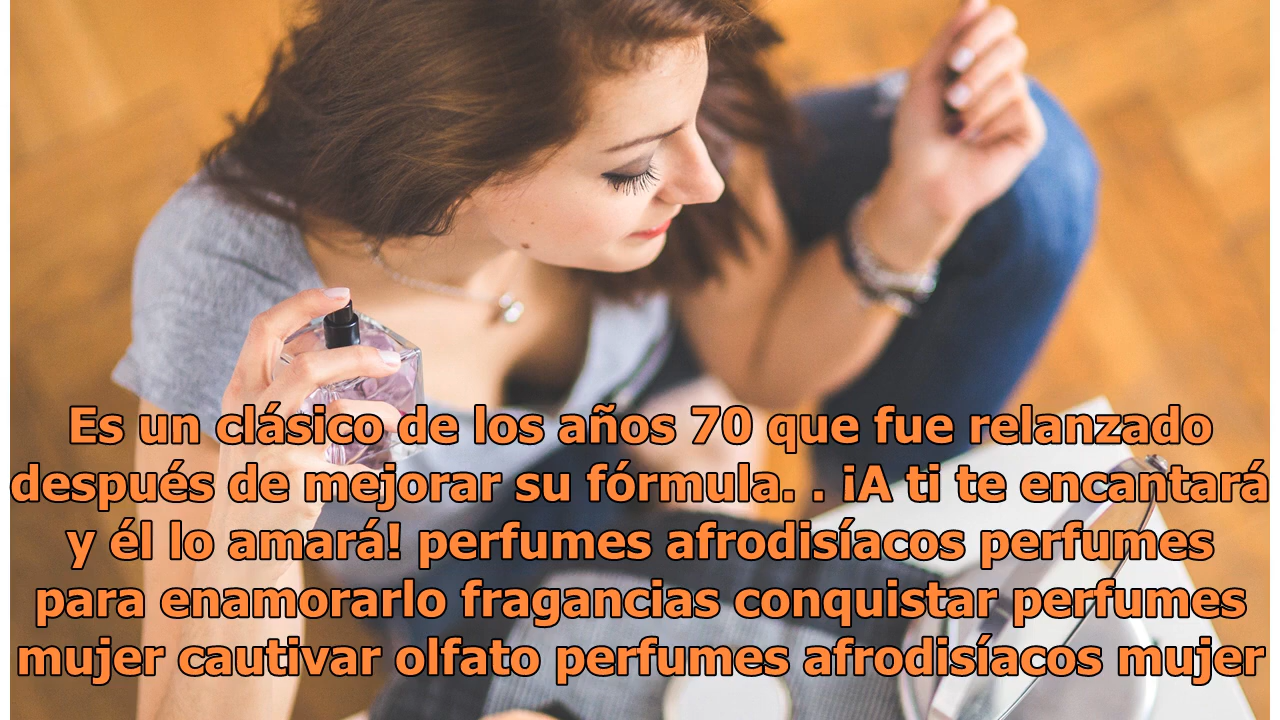 Es un clásico de los años 70 que fue relanzado
después de mejorar su fórmula. . ¡A ti te encantará
y él lo amará! perfumes afrodisíacos perfumes
para enamorarlo fragancias conquistar perfumes
mujer cautivar olfato perfumes afrodisíacos mujer